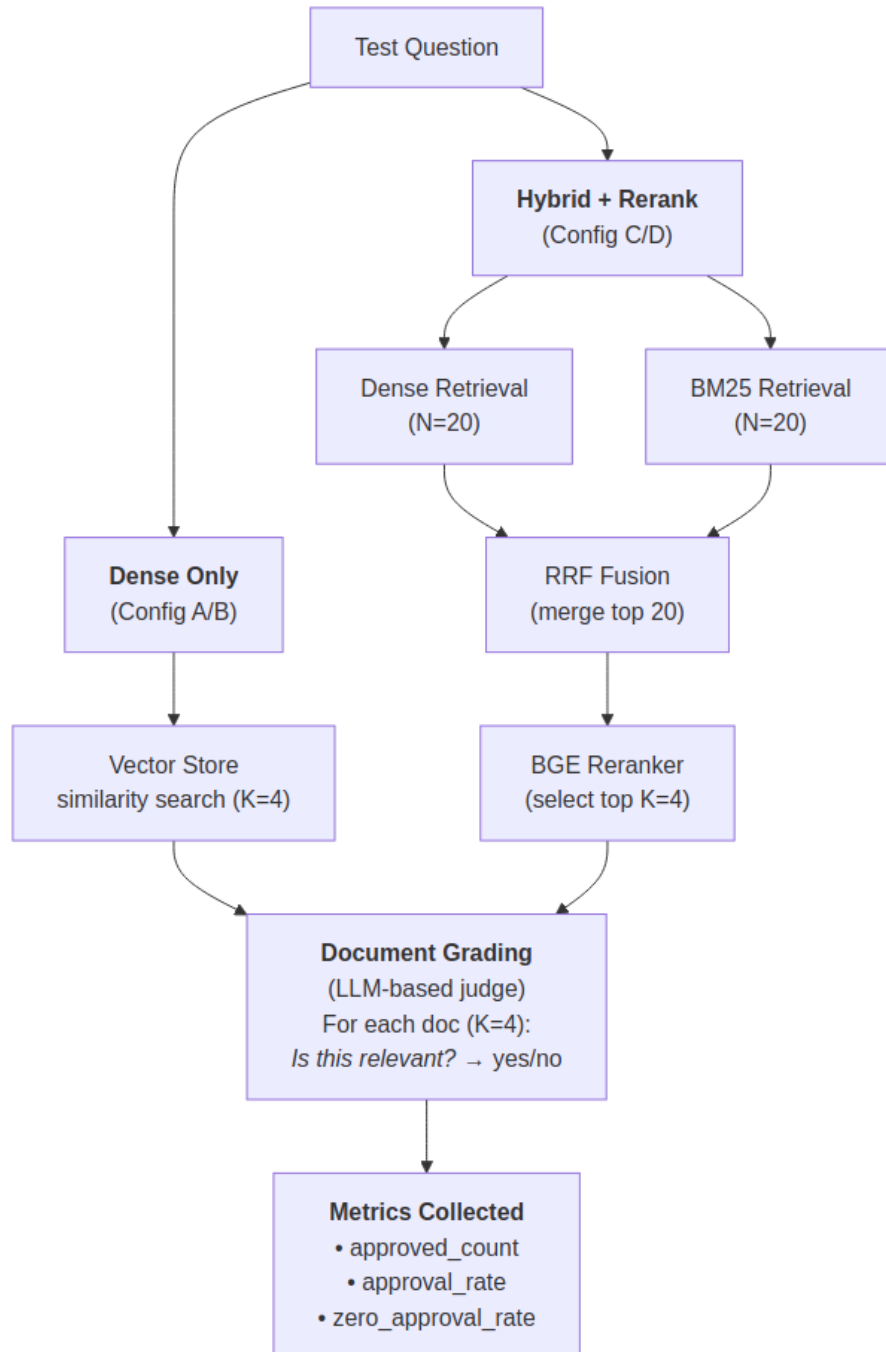 Test Question
Hybrid + Rerank
(Config C/D)
Dense Retrieval
(N=20)
BM25 Retrieval
(N=20)
Dense Only
(Config A/B)
RRF Fusion
(merge top 20)
Vector Store
similarity search (K=4)
BGE Reranker
(select top K=4)
Document Grading
(LLM-based judge)
For each doc (K=4):
Is this relevant? → yes/no
Metrics Collected
• approved_count
• approval_rate
• zero_approval_rate